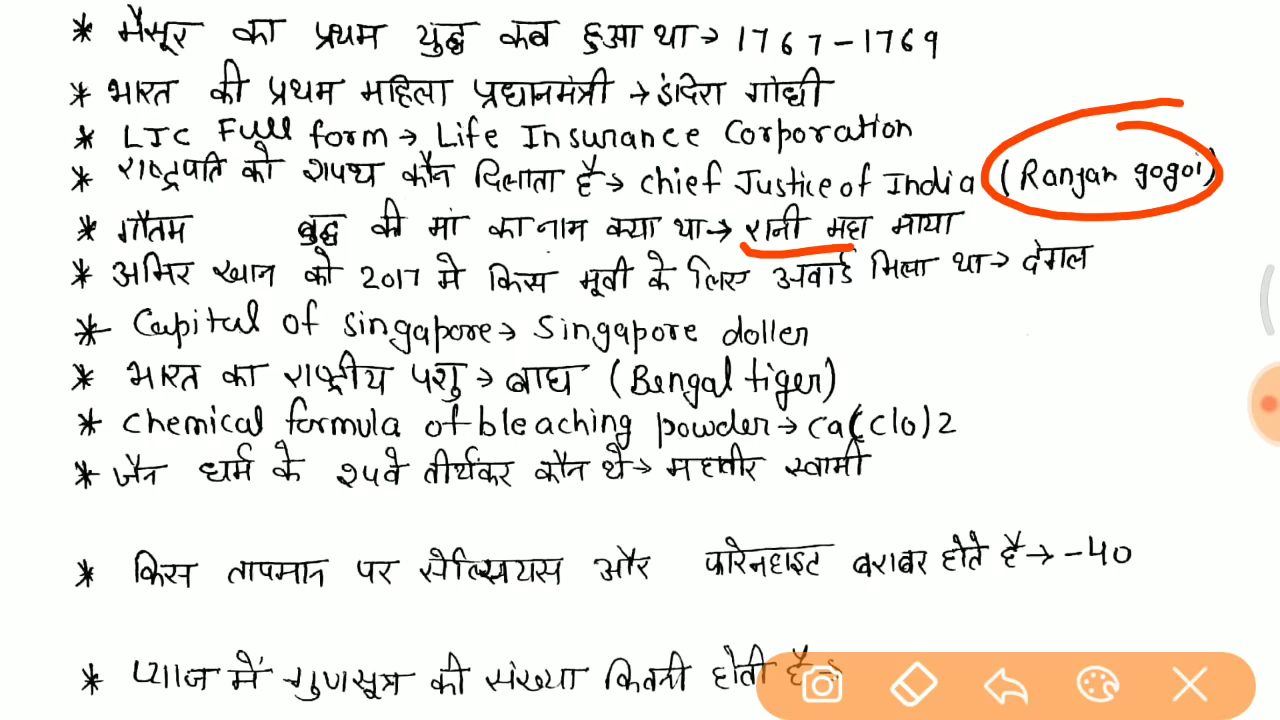 * मैसूर का प्रथम युद्ध कब हुआ था → 1767-1769
* भारत की प्रथम महिला प्रधानमंत्री → इंदिरा गांधी
* LIC Full form → Life Insurance Corporation
* राष्ट्रपति को शपथ कौन दिलाता है → chief Justice of India (Ranjan gogoi)
* गौतम बुद्ध की मां का नाम क्या था → रानी महा माया
* अमिर खान को 2017 मे किस मूवी के लिए अवार्ड मिला था → दंगल
* Capital of singapore → Singapore doller
* भारत का राष्ट्रीय पशु → बाघ (Bengal tiger)
* chemical formula of bleaching powder → ca(clo)2
* जैन धर्म के २५वे तीर्थकर कौन थे → महावीर स्वामी
* किस तापमान पर सेल्सियस और फारेनहाइट बराबर होते है → -40
* प्याज में गुणसूत्र की संख्या कितनी होती है →